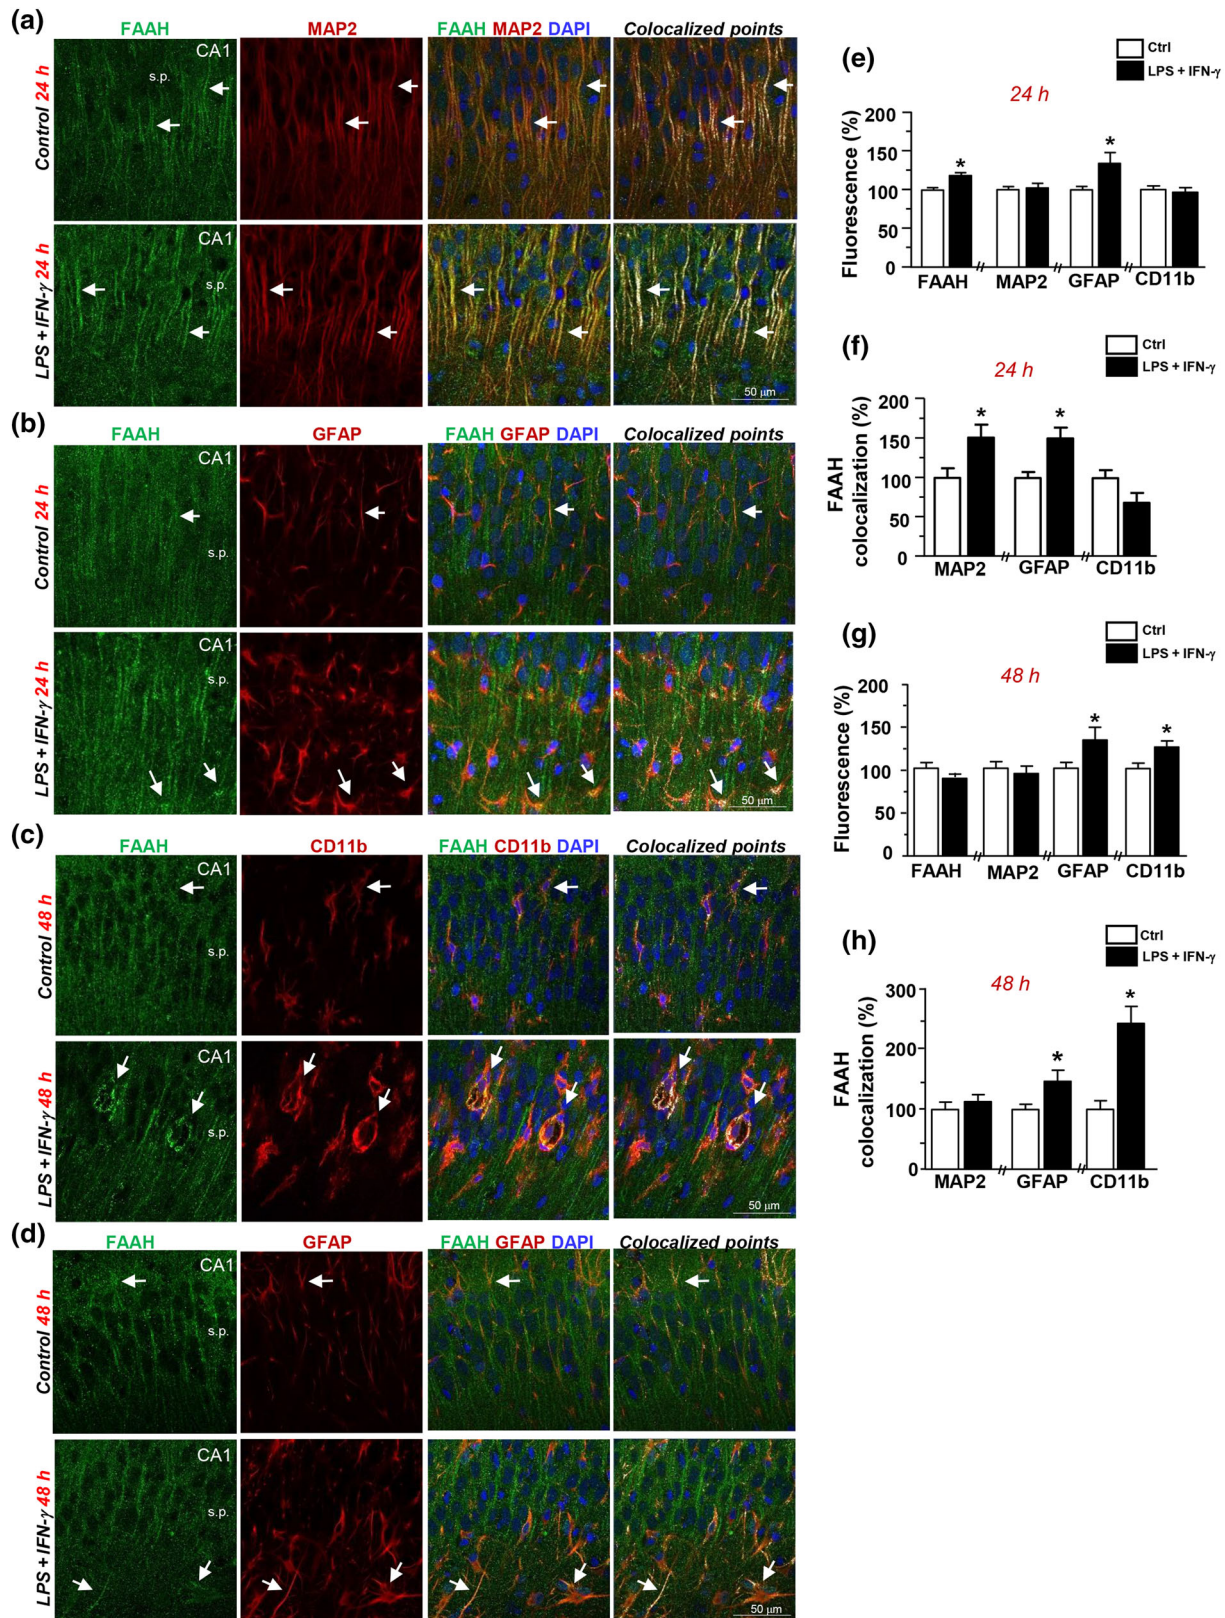 (a)
FAAH
MAP2
FAAH MAP2 DAPI
Colocalized points
Control 24 h
CA1
s.p.
LPS + IFN-γ 24 h
CA1
s.p.
50 μm
(b)
FAAH
GFAP
FAAH GFAP DAPI
Colocalized points
Control 24 h
CA1
s.p.
LPS + IFN-γ 24 h
CA1
s.p.
50 μm
(c)
FAAH
CD11b
FAAH CD11b DAPI
Colocalized points
Control 48 h
CA1
s.p.
LPS + IFN-γ 48 h
CA1
s.p.
50 μm
(d)
FAAH
GFAP
FAAH GFAP DAPI
Colocalized points
Control 48 h
CA1
s.p.
LPS + IFN-γ 48 h
CA1
s.p.
50 μm
(e)
Ctrl
LPS + IFN-γ
24 h
Fluorescence (%)
200
150
100
50
0
* *
FAAH MAP2 GFAP CD11b
(f)
Ctrl
LPS + IFN-γ
24 h
FAAH
colocalization (%)
200
150
100
50
0
* *
MAP2 GFAP CD11b
(g)
Ctrl
LPS + IFN-γ
48 h
Fluorescence (%)
200
150
100
50
0
* *
FAAH MAP2 GFAP CD11b
(h)
Ctrl
LPS + IFN-γ
48 h
FAAH
colocalization (%)
300
200
100
0
* *
MAP2 GFAP CD11b